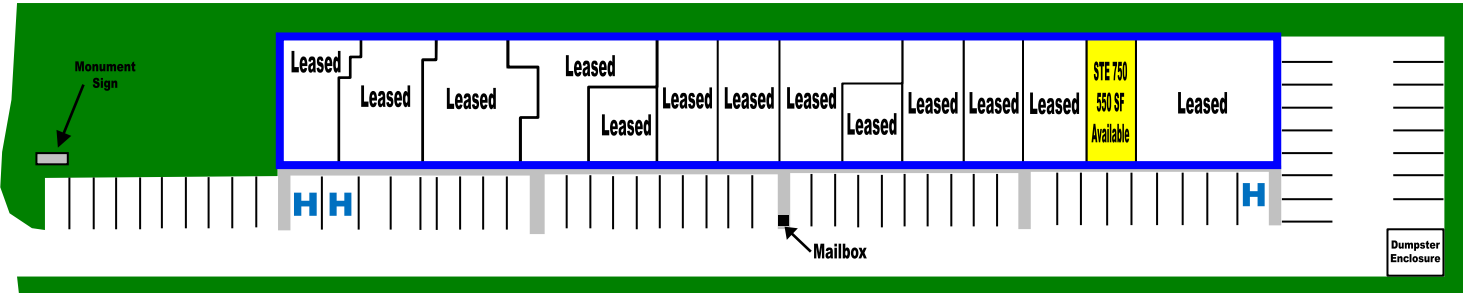 Monument
Sign
Leased
Leased
Leased
Leased
Leased
Leased
Leased
Leased
Leased
Leased
Leased
Leased
STE 750
550 SF
Available
Leased
H H
H
Mailbox
Dumpster
Enclosure